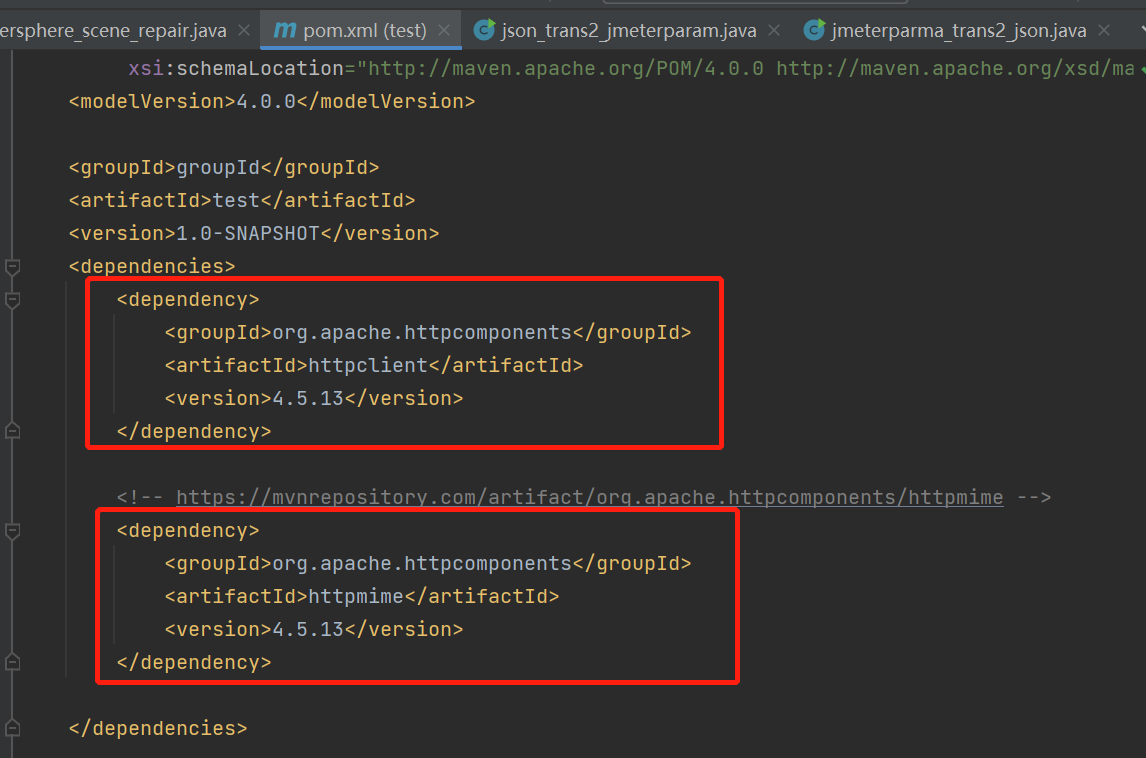 ersphere_scene_repair.java
pom.xml (test)
json_trans2_jmeterparam.java
jmeterparma_trans2_json.java
xsi:schemaLocation="http://maven.apache.org/POM/4.0.0 http://maven.apache.org/xsd/ma
<modelVersion>4.0.0</modelVersion>
<groupId>groupId</groupId>
<artifactId>test</artifactId>
<version>1.0-SNAPSHOT</version>
<dependencies>
<dependency>
<groupId>org.apache.httpcomponents</groupId>
<artifactId>httpclient</artifactId>
<version>4.5.13</version>
</dependency>
<!-- https://mvnrepository.com/artifact/org.apache.httpcomponents/httpmime -->
<dependency>
<groupId>org.apache.httpcomponents</groupId>
<artifactId>httpmime</artifactId>
<version>4.5.13</version>
</dependency>
</dependencies>